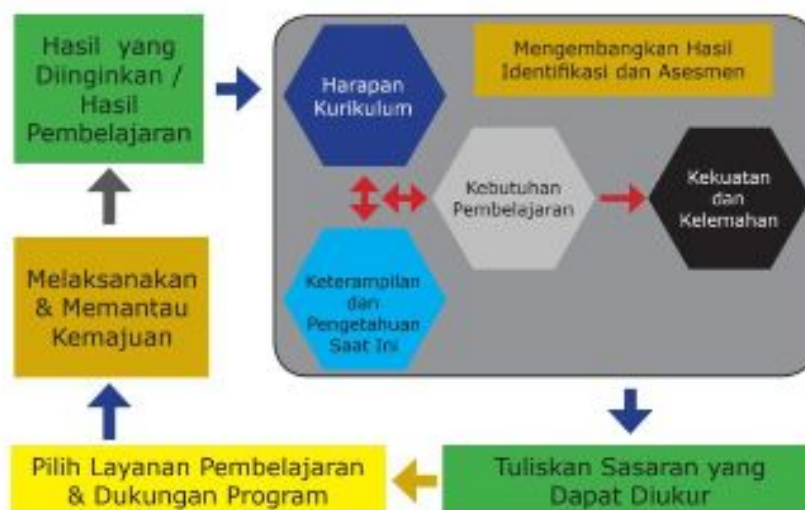 Hasil yang
Diinginkan /
Hasil
Pembelajaran
Harapan
Kurikulum
Mengembangkan Hasil
Identifikasi dan Asesmen
Kebutuhan
Pembelajaran
Kekuatan
dan
Kelemahan
Keterampilan
dan
Pengetahuan
Saat Ini
Melaksanakan
& Memantau
Kemajuan
Pilih Layanan Pembelajaran
& Dukungan Program
Tuliskan Sasaran yang
Dapat Diukur